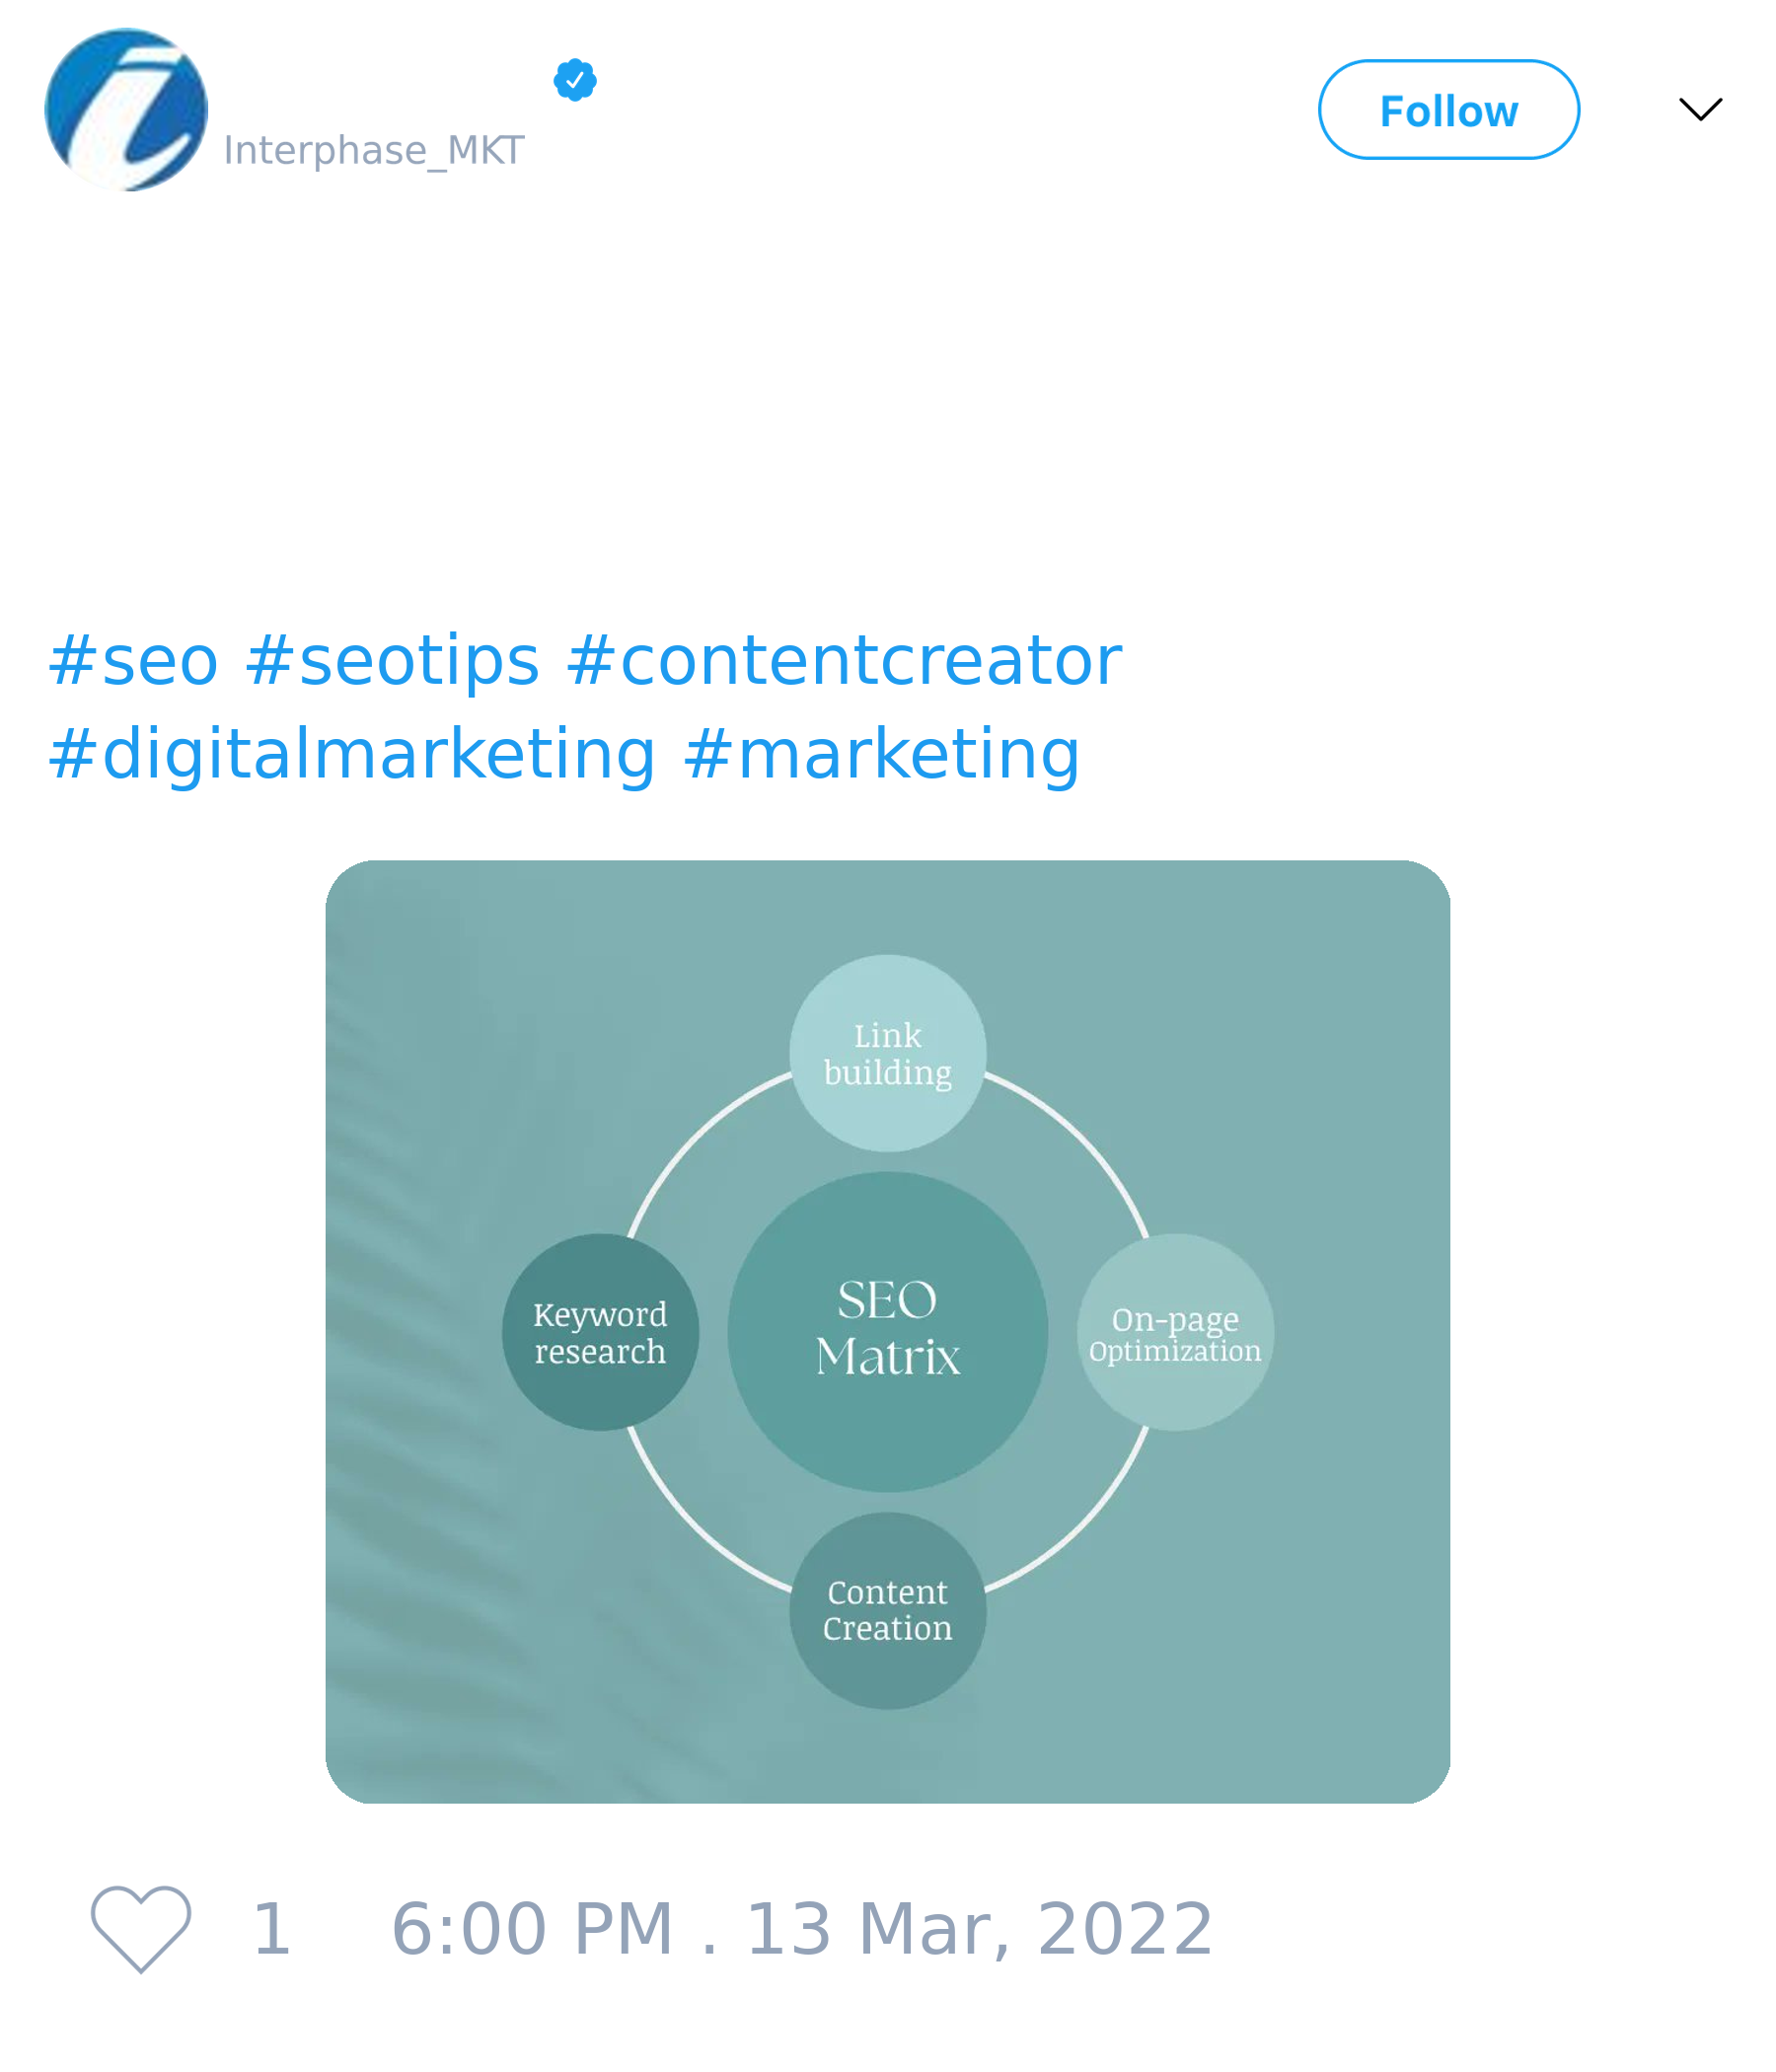 Interphase_MKT
Follow
#seo #seotips #contentcreator
#digitalmarketing #marketing
Link
building
Keyword
research
SEO
Matrix
On-page
Optimization
Content
Creation
1 6:00 PM . 13 Mar, 2022